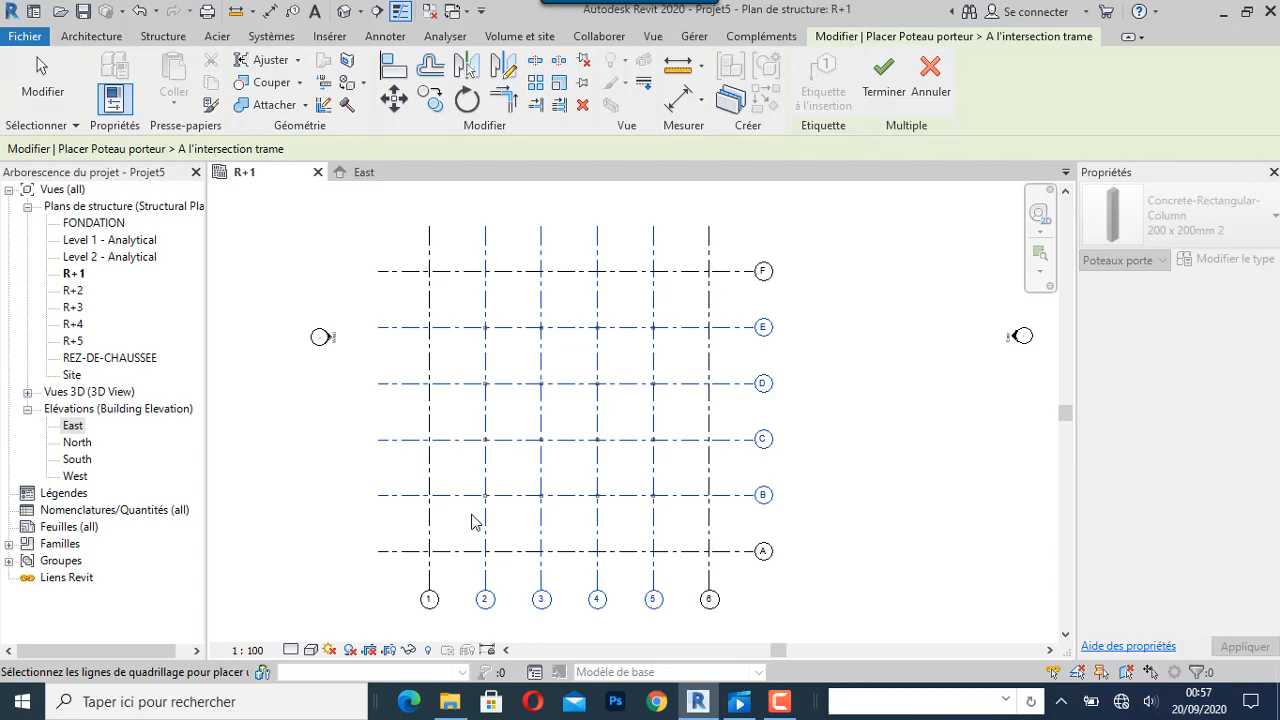 Autodesk Revit 2020 - Projet5 - Plan de structure: R+1
Se connecter
Fichier
Architecture
Structure
Acier
Systèmes
Insérer
Annoter
Analyser
Volume et site
Collaborer
Vue
Gérer
Compléments
Modifier | Placer Poteau porteur > A l'intersection trame
Modifier
Coller
Ajuster
Couper
Attacher
Etiquette
à l'insertion
Terminer
Annuler
Sélectionner
Propriétés
Presse-papiers
Géométrie
Modifier
Vue
Mesurer
Créer
Etiquette
Multiple
Modifier | Placer Poteau porteur > A l'intersection trame
Arborescence du projet - Projet5
R+1
East
Propriétés
Vues (all)
Plans de structure (Structural Pla
FONDATION
Level 1 - Analytical
Level 2 - Analytical
R+1
R+2
R+3
R+4
R+5
REZ-DE-CHAUSSEE
Site
Vues 3D (3D View)
Elévations (Building Elevation)
East
North
South
West
Légendes
Nomenclatures/Quantités (all)
Feuilles (all)
Familles
Groupes
Liens Revit
F
E
D
C
B
A
1
2
3
4
5
6
Concrete-Rectangular-
Column
200 x 200mm 2
Poteaux porte
Modifier le type
Aide des propriétés
Appliquer
1 : 100
Sélectionnez les lignes de quadrillage pour placer u
:0
Modèle de base
:0
Taper ici pour rechercher
00:57
20/09/2020